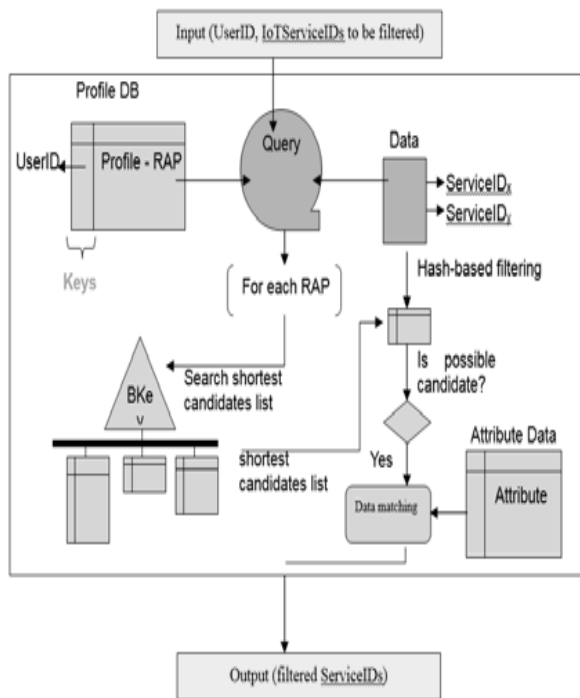 Input (UserID, IoTServiceIDs to be filtered)
Profile DB
UserID
Profile - RAP
Keys
Query
Data
ServiceIDx
ServiceIDy
Hash-based filtering
For each RAP
Is possible
candidate?
BKe
Search shortest
candidates list
shortest
candidates list
Yes
Data matching
Attribute Data
Attribute
Output (filtered ServiceIDs)